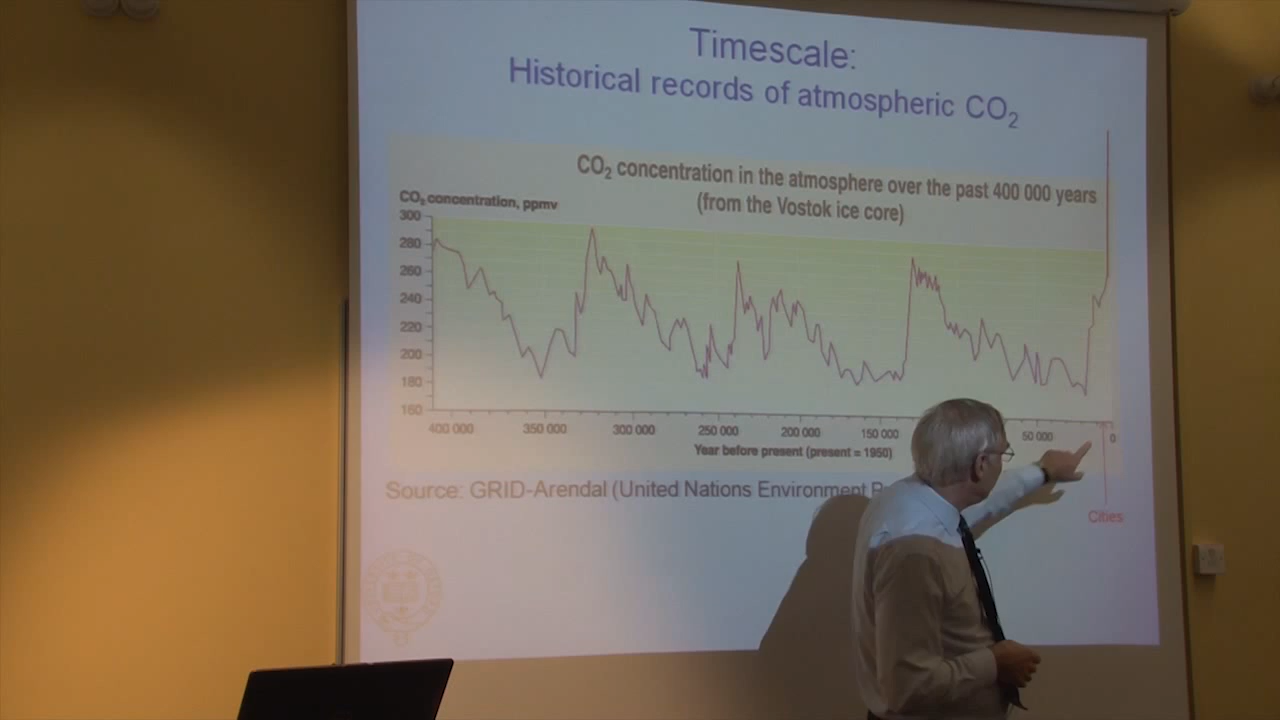 Timescale:
Historical records of atmospheric CO2
CO2 concentration in the atmosphere over the past 400 000 years
(from the Vostok ice core)
CO2 concentration, ppmv
300
280
260
240
220
200
180
160
400 000 350 000 300 000 250 000 200 000 150 000 50 000 0
Year before present (present = 1950)
Source: GRID-Arendal (United Nations Environment
Cities